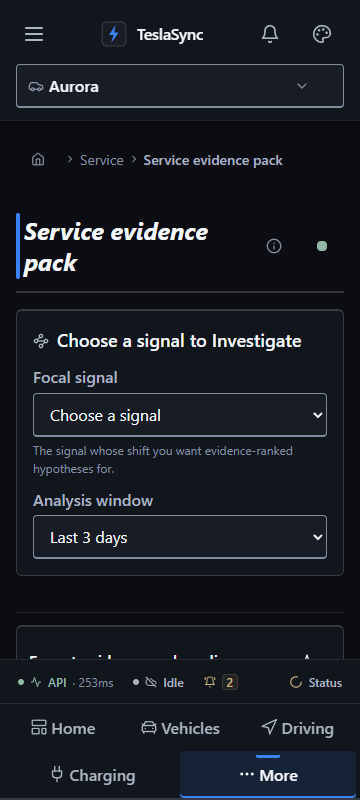 TeslaSync
Aurora
Service
Service evidence pack
Service evidence
pack
Choose a signal to Investigate
Focal signal
Choose a signal
The signal whose shift you want evidence-ranked
hypotheses for.
Analysis window
Last 3 days
API · 253ms
Idle
2
Status
Home
Vehicles
Driving
Charging
More